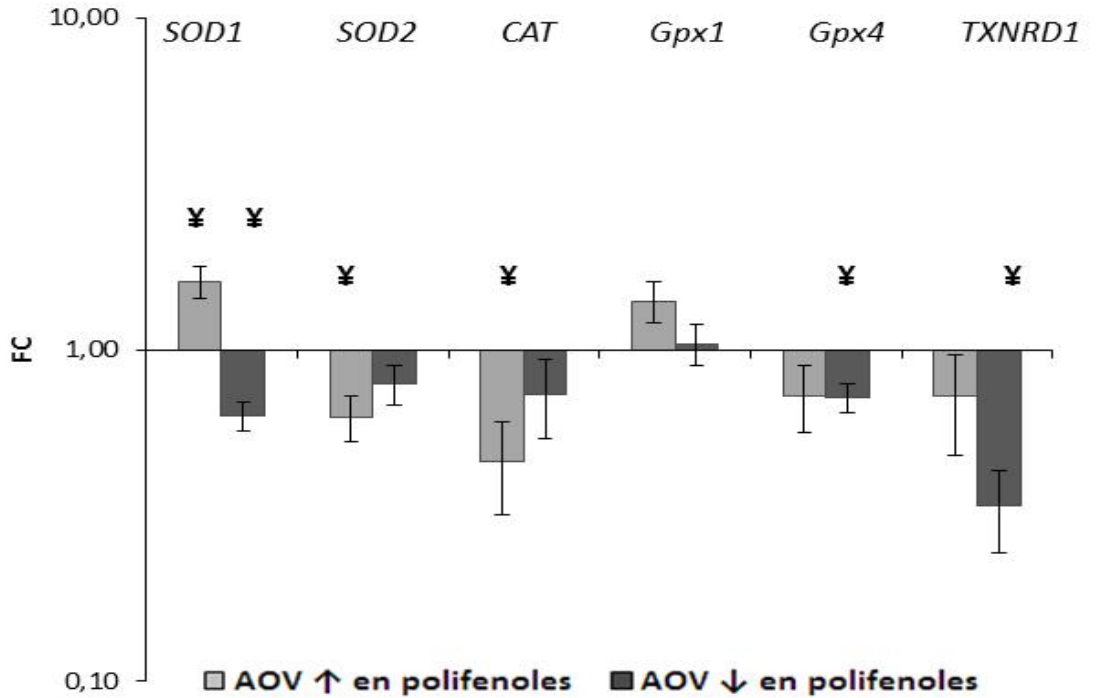 10,00
SOD1 SOD2 CAT Gpx1 Gpx4 TXNRD1
¥ ¥
¥ ¥ ¥ ¥
FC
1,00
0,10
AOV ↑ en polifenoles AOV ↓ en polifenoles